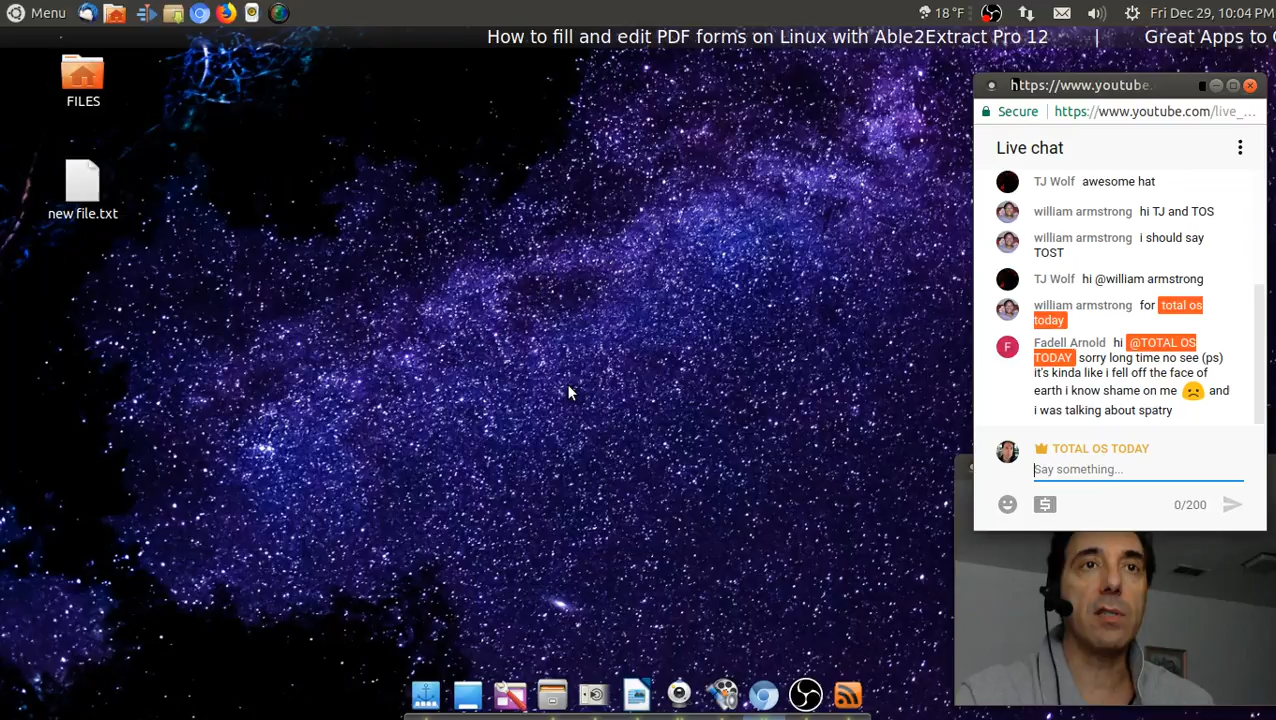 Menu
18 °F
Fri Dec 29, 10:04 PM
How to fill and edit PDF forms on Linux with Able2Extract Pro 12 | Great Apps to
FILES
new file.txt
https://www.youtube.
Secure https://www.youtube.com/live_...
Live chat
TJ Wolf awesome hat
william armstrong hi TJ and TOS
william armstrong i should say
TOST
TJ Wolf hi @william armstrong
william armstrong for total os
today
F
Fadell Arnold hi @TOTAL OS
TODAY sorry long time no see (ps)
it's kinda like i fell off the face of
earth i know shame on me and
i was talking about spatry
TOTAL OS TODAY
Say something...
0/200